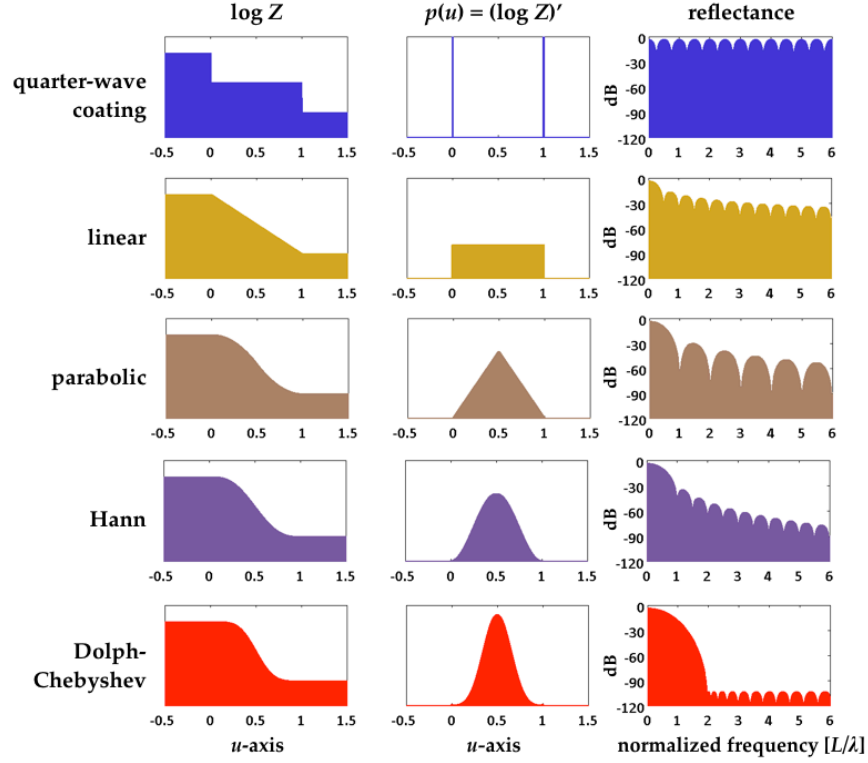 log Z
p(u) = (log Z)′
reflectance
quarter-wave
coating
0
-30
-60
-90
-120
dB
-0.5 0 0.5 1 1.5
-0.5 0 0.5 1 1.5
0 1 2 3 4 5 6
linear
0
-30
-60
-90
-120
dB
-0.5 0 0.5 1 1.5
-0.5 0 0.5 1 1.5
0 1 2 3 4 5 6
parabolic
0
-30
-60
-90
-120
dB
-0.5 0 0.5 1 1.5
-0.5 0 0.5 1 1.5
0 1 2 3 4 5 6
Hann
0
-30
-60
-90
-120
dB
-0.5 0 0.5 1 1.5
-0.5 0 0.5 1 1.5
0 1 2 3 4 5 6
Dolph-
Chebyshev
0
-30
-60
-90
-120
dB
-0.5 0 0.5 1 1.5
-0.5 0 0.5 1 1.5
0 1 2 3 4 5 6
u-axis
u-axis
normalized frequency [L/λ]